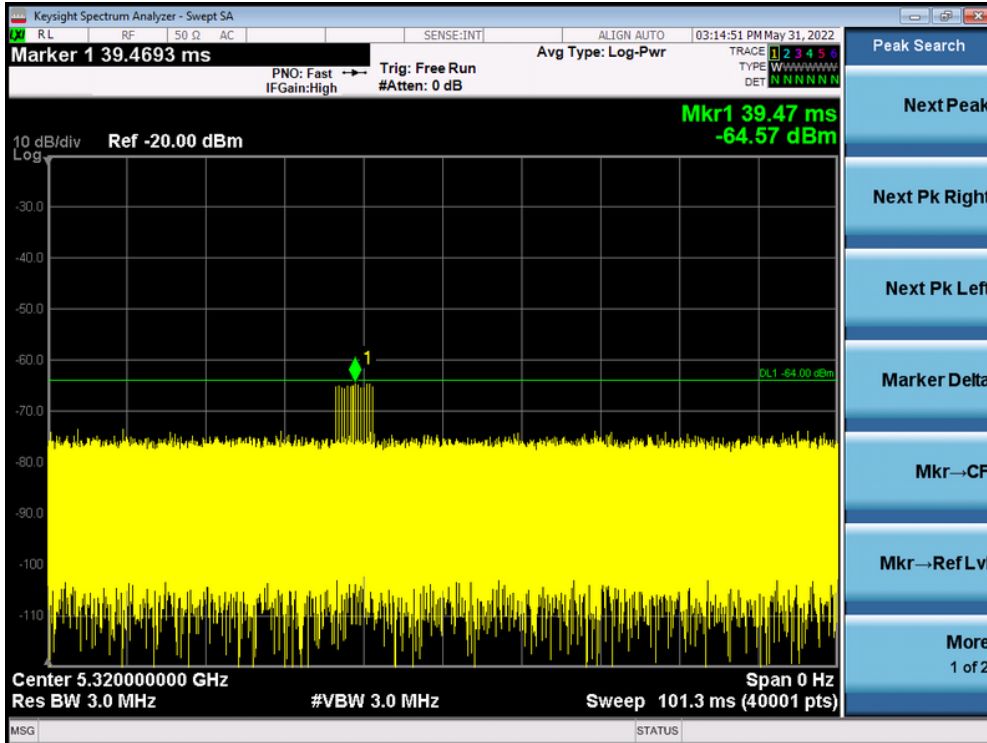 Keysight Spectrum Analyzer - Swept SA
LXI RL RF 50 Ω AC SENSE:INT ALIGN AUTO 03:14:51 PM May 31, 2022
Marker 1 39.4693 ms
PNO: Fast
IFGain:High
Trig: Free Run
#Atten: 0 dB
Avg Type: Log-Pwr
TRACE 1 2 3 4 5 6
TYPE WWWWWW
DET N N N N N N
Mkr1 39.47 ms
-64.57 dBm
10 dB/div Ref -20.00 dBm
Log
-30.0
-40.0
-50.0
-60.0
-70.0
-80.0
-90.0
-100
-110
1
DL1 -64.00 dBm
Center 5.320000000 GHz Span 0 Hz
Res BW 3.0 MHz #VBW 3.0 MHz Sweep 101.3 ms (40001 pts)
MSG STATUS
Peak Search
Next Peak
Next Pk Right
Next Pk Left
Marker Delta
Mkr→CF
Mkr→Ref Lvl
More
1 of 2